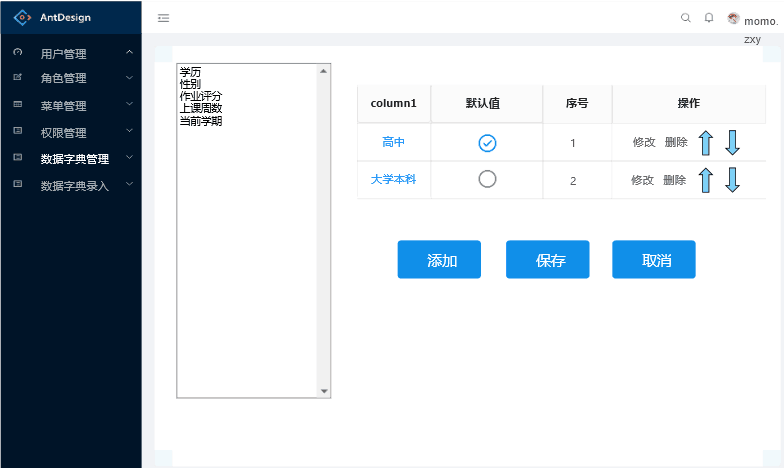 AntDesign
momo.
zxy
用户管理
角色管理
菜单管理
权限管理
数据字典管理
数据字典录入
学历
性别
作业评分
上课周数
当前学期
column1 默认值 序号 操作
高中 1 修改 删除
大学本科 2 修改 删除
添加 保存 取消